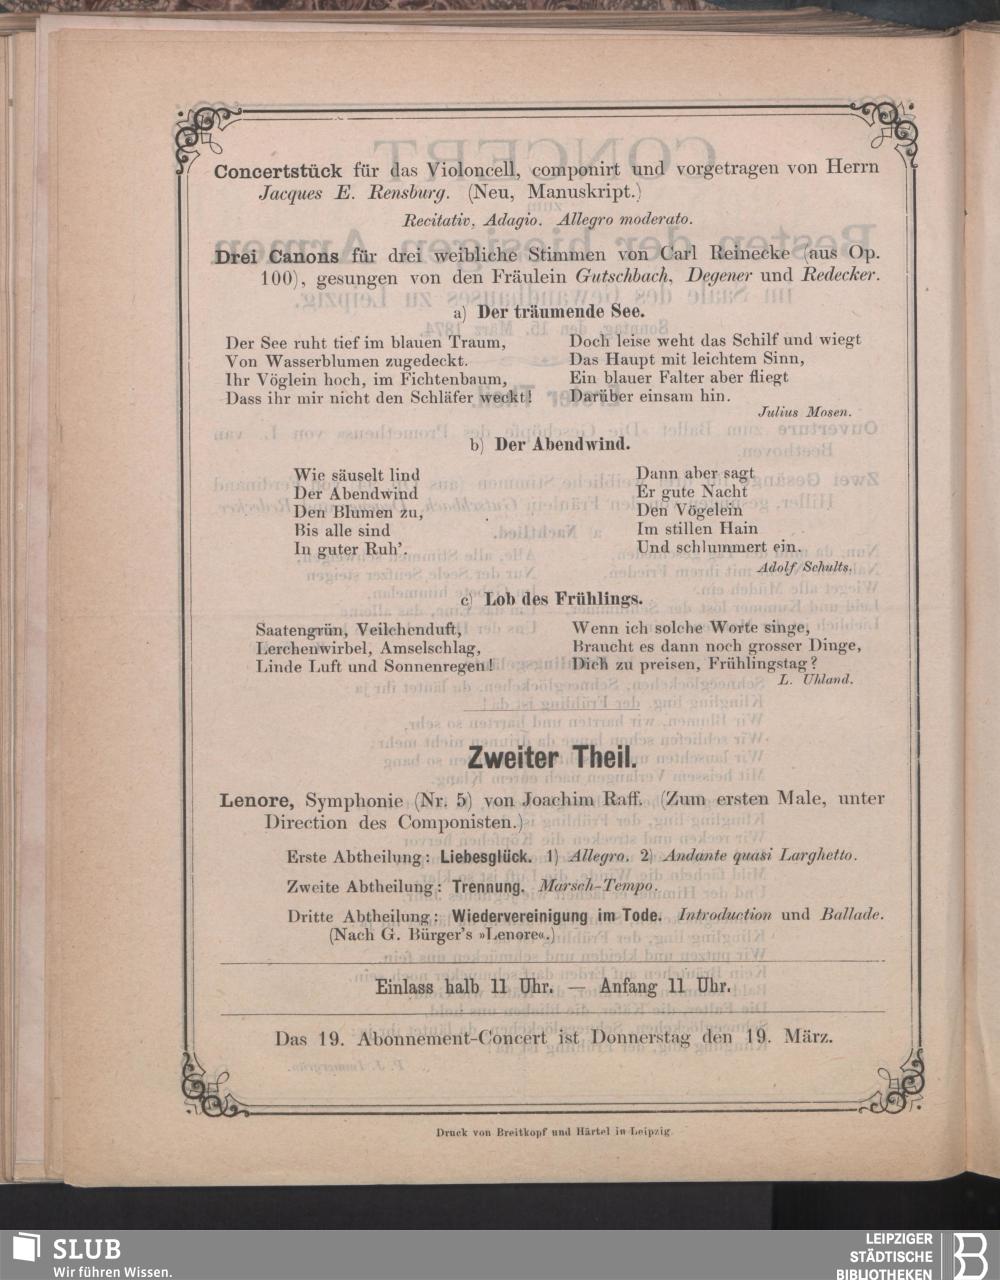 Concertstück für das Violoncell, componirt und vorgetragen von Herrn
Jacques E. Rensburg. (Neu, Manuskript.)
Recitativ. Adagio. Allegro moderato.
Drei Canons für drei weibliche Stimmen von Carl Reinecke (aus Op.
100), gesungen von den Fräulein Gutschbach, Degener und Redecker.
a) Der träumende See.
Der See ruht tief im blauen Traum,
Von Wasserblumen zugedeckt.
Ihr Vöglein hoch, im Fichtenbaum,
Dass ihr mir nicht den Schläfer weckt!
Doch leise weht das Schilf und wiegt
Das Haupt mit leichtem Sinn,
Ein blauer Falter aber fliegt
Darüber einsam hin.
Julius Mosen.
b) Der Abendwind.
Wie säuselt lind
Der Abendwind
Den Blumen zu,
Bis alle sind
In guter Ruh'.
Dann aber sagt
Er gute Nacht
Den Vögelein
Im stillen Hain
Und schlummert ein.
Adolf Schults.
c) Lob des Frühlings.
Saatengrün, Veilchenduft,
Lerchenwirbel, Amselschlag,
Linde Luft und Sonnenregen!
Wenn ich solche Worte singe,
Braucht es dann noch grosser Dinge,
Dich zu preisen, Frühlingstag?
L. Uhland.
Zweiter Theil.
Lenore, Symphonie (Nr. 5) von Joachim Raff. (Zum ersten Male, unter
Direction des Componisten.)
Erste Abtheilung: Liebesglück. 1) Allegro. 2) Andante quasi Larghetto.
Zweite Abtheilung: Trennung. Marsch-Tempo.
Dritte Abtheilung: Wiedervereinigung im Tode. Introduction und Ballade.
(Nach G. Bürger's »Lenore«.)
Einlass halb 11 Uhr. — Anfang 11 Uhr.
Das 19. Abonnement-Concert ist Donnerstag den 19. März.
Druck von Breitkopf und Härtel in Leipzig.
SLUB
Wir führen Wissen.
LEIPZIGER
STÄDTISCHE
BIBLIOTHEKEN